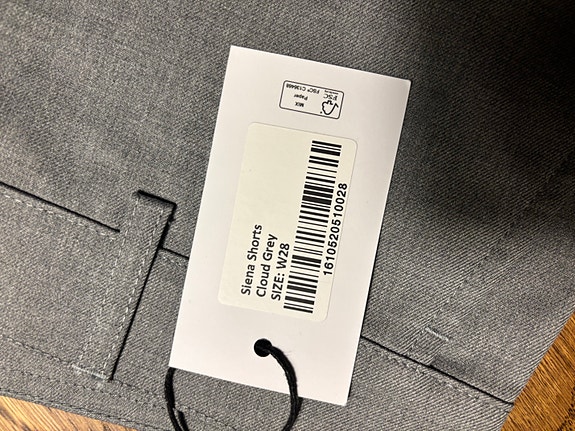 Siena Shorts
Cloud Grey
SIZE: W28
1610520510028
FSC
MIX
Paper